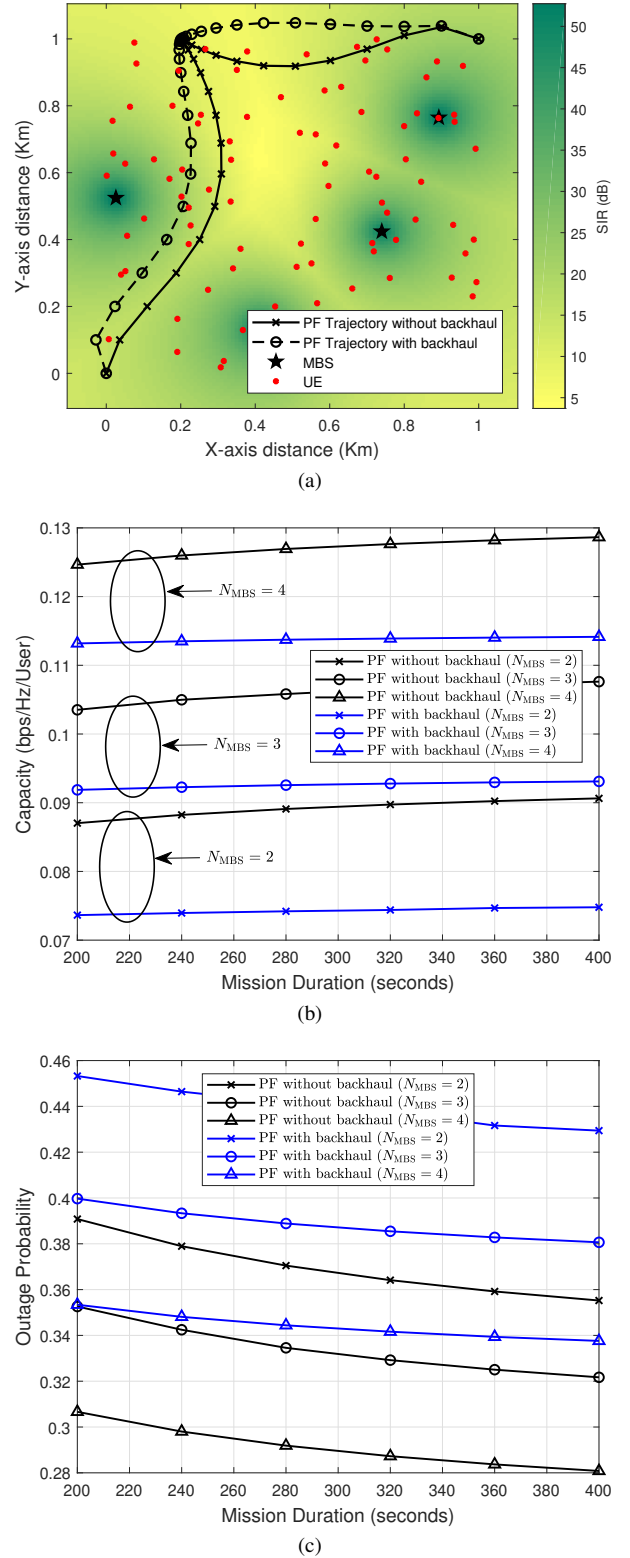 1
0.8
0.6
0.4
0.2
0
Y-axis distance (Km)
0 0.2 0.4 0.6 0.8 1
X-axis distance (Km)
PF Trajectory without backhaul
PF Trajectory with backhaul
MBS
UE
50
45
40
35
30
25
20
15
10
5
SIR (dB)
(a)
0.13
0.12
0.11
0.1
0.09
0.08
0.07
Capacity (bps/Hz/User)
N_MBS = 4
N_MBS = 3
N_MBS = 2
PF without backhaul (N_MBS = 2)
PF without backhaul (N_MBS = 3)
PF without backhaul (N_MBS = 4)
PF with backhaul (N_MBS = 2)
PF with backhaul (N_MBS = 3)
PF with backhaul (N_MBS = 4)
200 220 240 260 280 300 320 340 360 380 400
Mission Duration (seconds)
(b)
0.46
0.44
0.42
0.4
0.38
0.36
0.34
0.32
0.3
0.28
Outage Probability
PF without backhaul (N_MBS = 2)
PF without backhaul (N_MBS = 3)
PF without backhaul (N_MBS = 4)
PF with backhaul (N_MBS = 2)
PF with backhaul (N_MBS = 3)
PF with backhaul (N_MBS = 4)
200 220 240 260 280 300 320 340 360 380 400
Mission Duration (seconds)
(c)